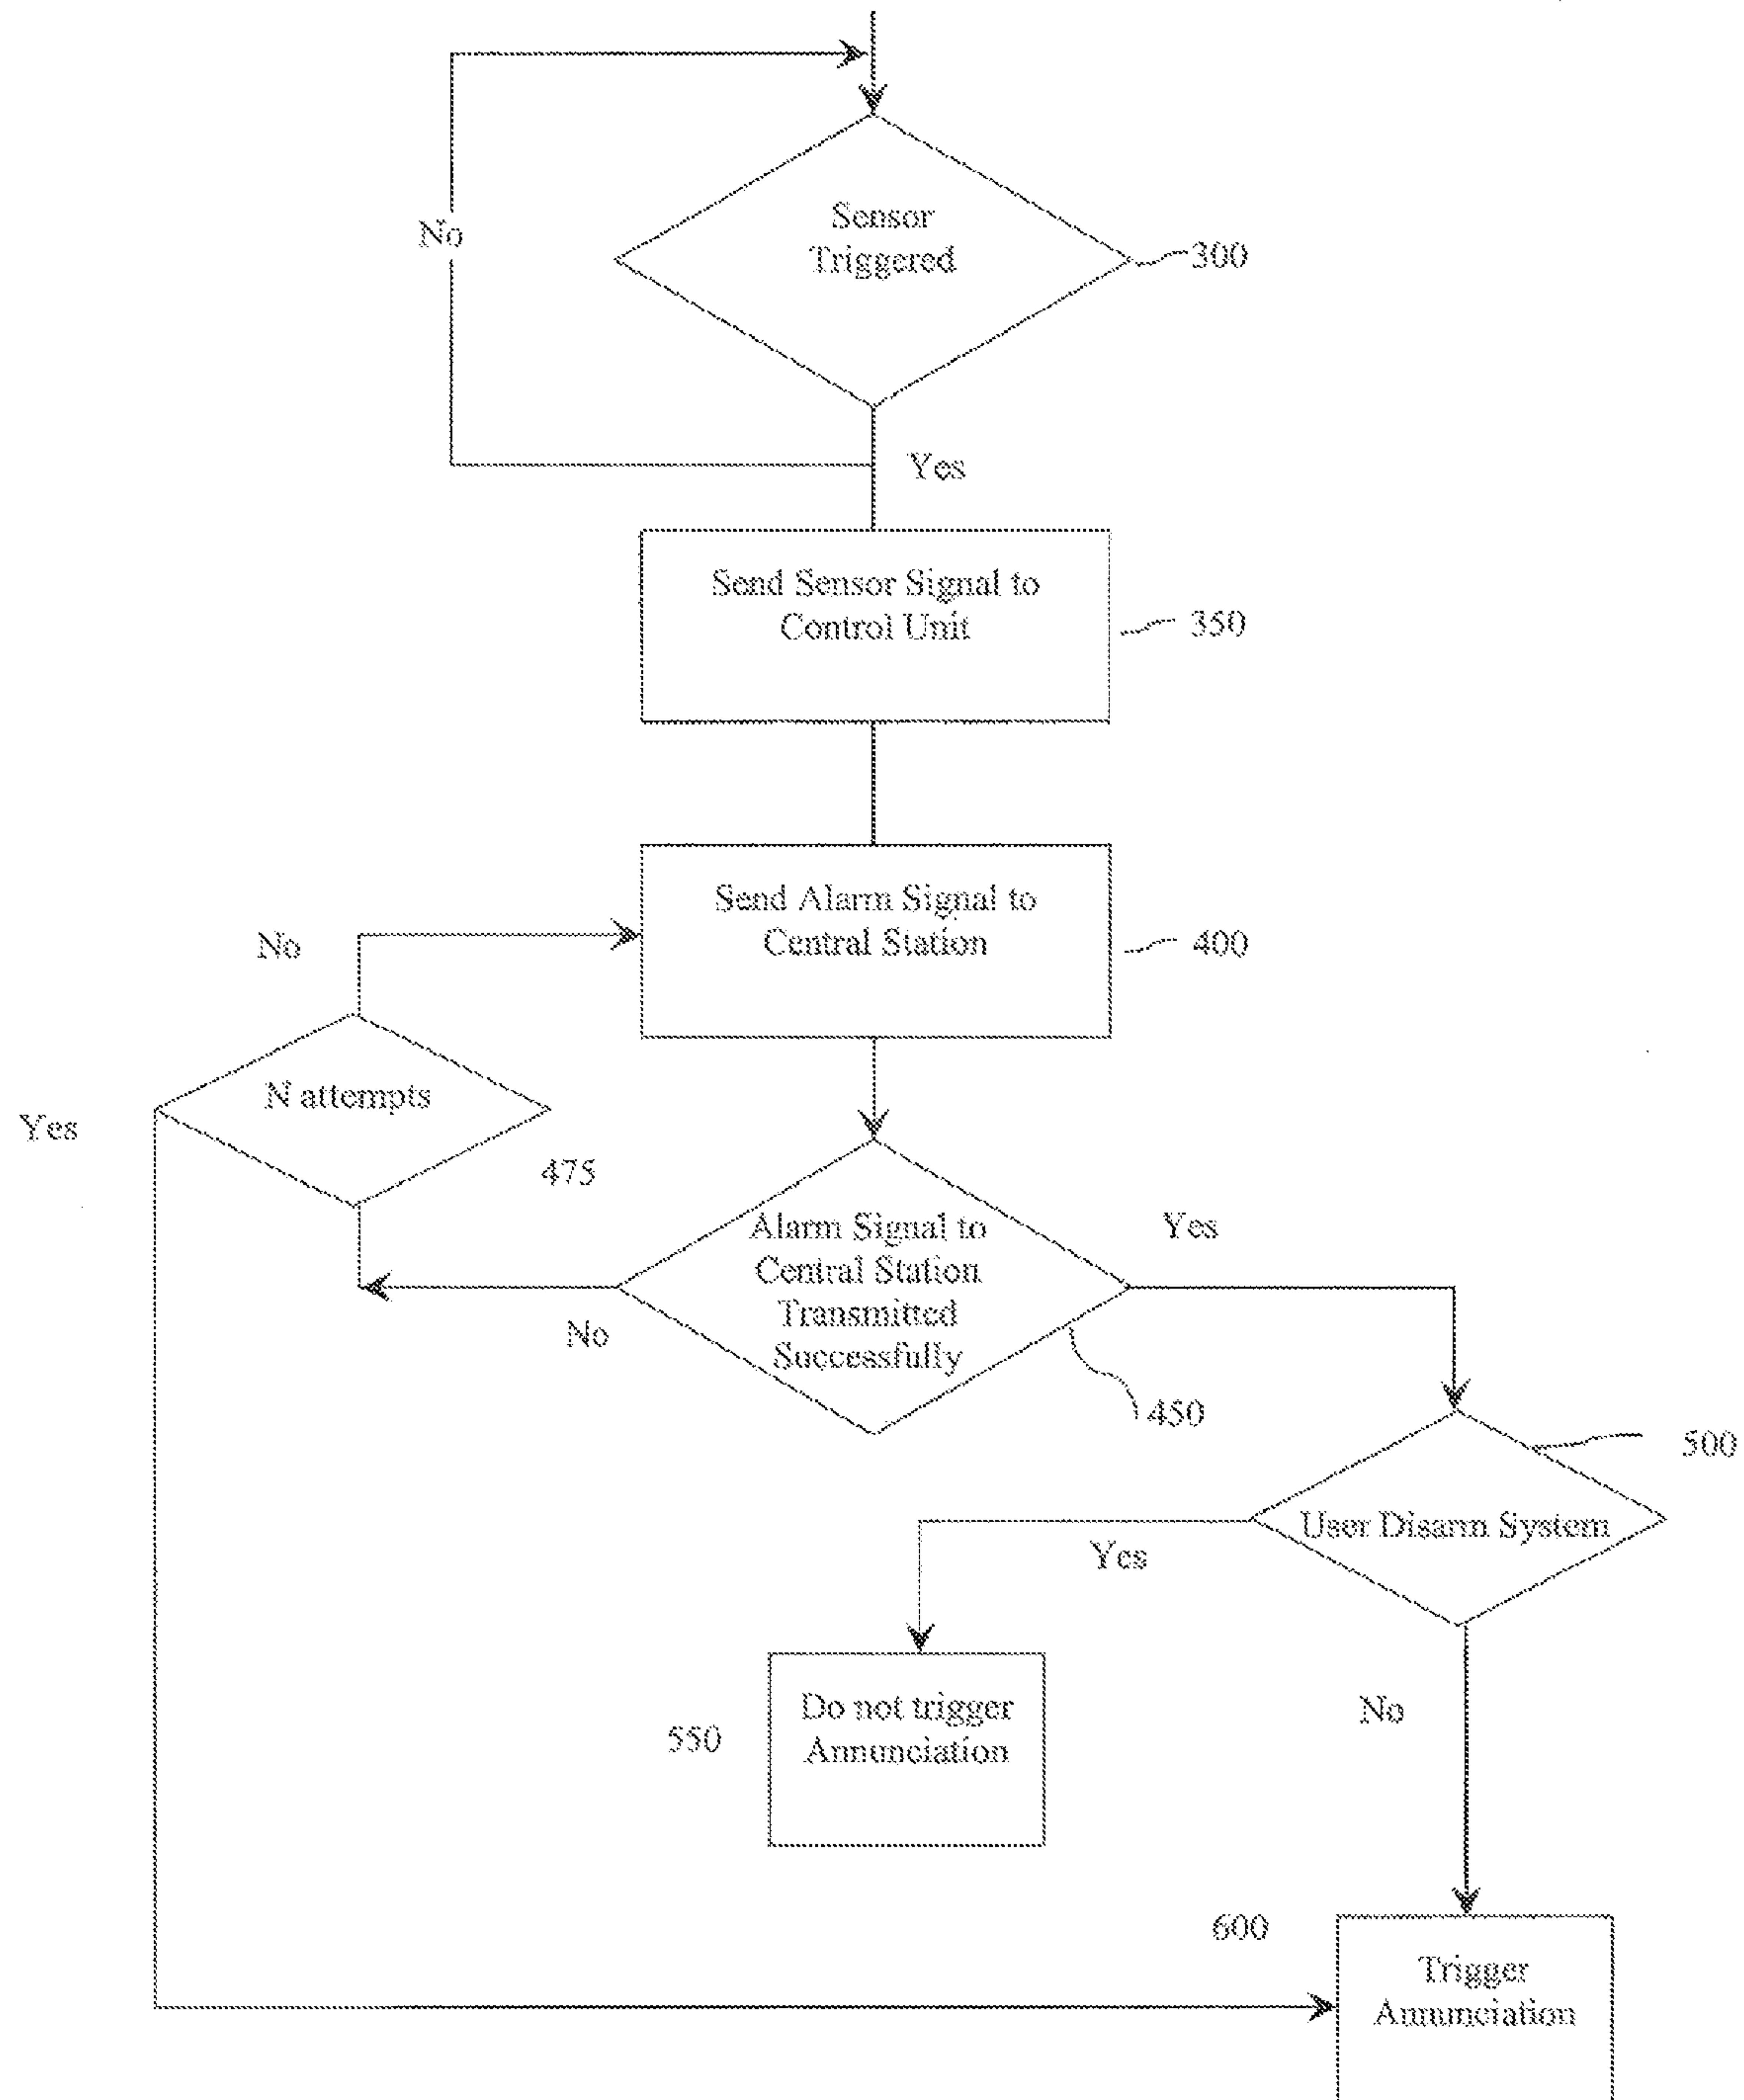 No
Sensor
Triggered
300
Yes
Send Sensor Signal to
Control Unit
350
Send Alarm Signal to
Central Station
400
No
N attempts
Yes
475
Alarm Signal to
Central Station
Transmitted
Successfully
Yes
No
450
500
User Disarm System
Yes
Do not trigger
Annunciation
550
No
600
Trigger
Annunciation